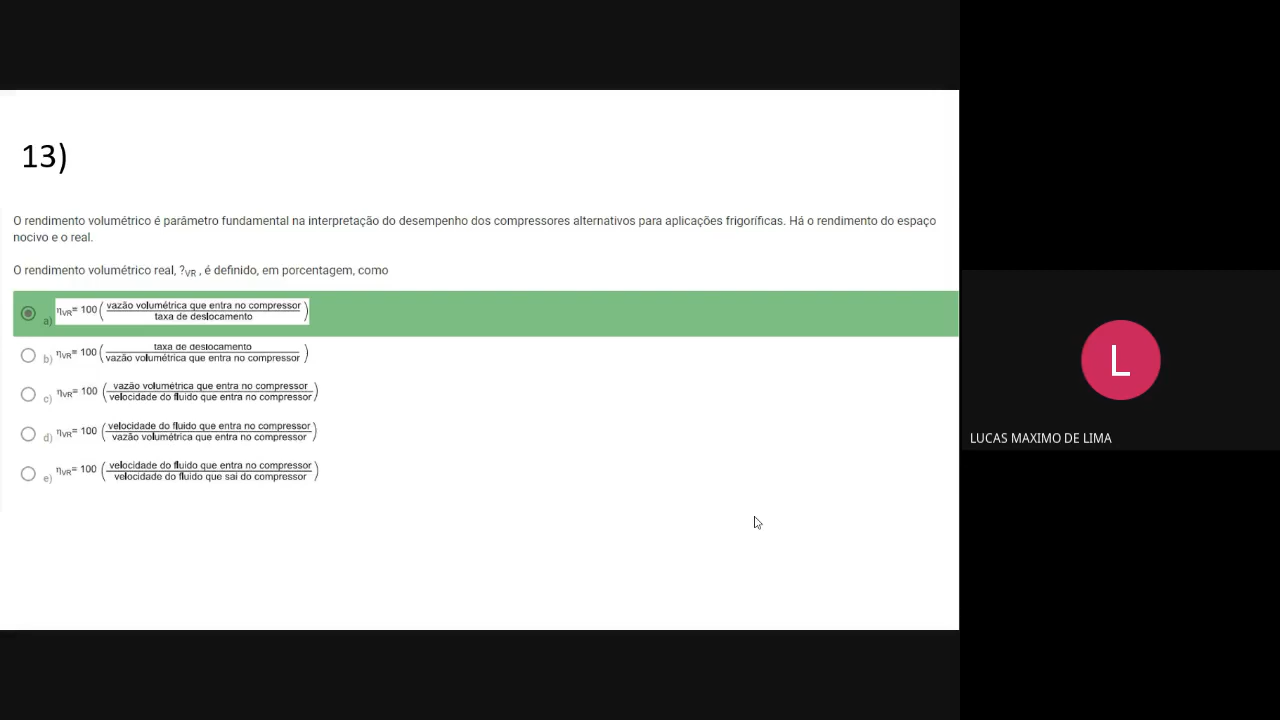 13)
O rendimento volumétrico é parâmetro fundamental na interpretação do desempenho dos compressores alternativos para aplicações frigoríficas. Há o rendimento do espaço
nocivo e o real.
O rendimento volumétrico real, ?VR , é definido, em porcentagem, como
a) ηVR= 100 (vazão volumétrica que entra no compressor / taxa de deslocamento)
b) ηVR= 100 (taxa de deslocamento / vazão volumétrica que entra no compressor)
c) ηVR= 100 (vazão volumétrica que entra no compressor / velocidade do fluido que entra no compressor)
d) ηVR= 100 (velocidade do fluido que entra no compressor / vazão volumétrica que entra no compressor)
e) ηVR= 100 (velocidade do fluido que entra no compressor / velocidade do fluido que sai do compressor)
L
LUCAS MAXIMO DE LIMA